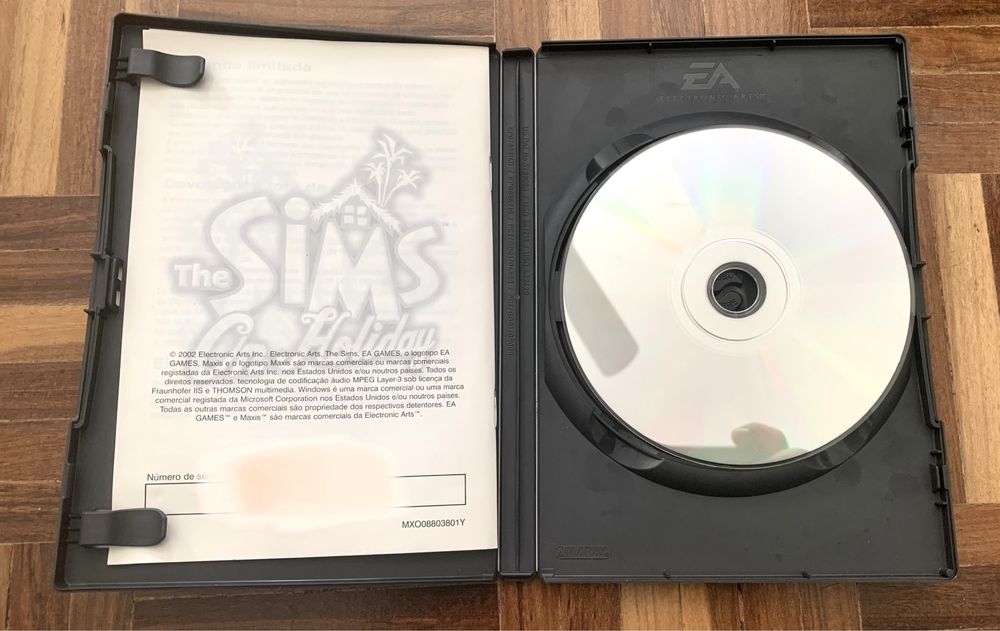 The SIMS
On Holiday
© 2002 Electronic Arts Inc. Electronic Arts, The Sims, EA GAMES, o logotipo EA
GAMES, Maxis e o logotipo Maxis são marcas comerciais ou marcas comerciais
registadas da Electronic Arts Inc. nos Estados Unidos e/ou noutros países. Todos os
direitos reservados. tecnologia de codificação áudio MPEG Layer-3 sob licença da
Fraunhofer IIS e THOMSON multimedia. Windows é uma marca comercial ou uma marca
comercial registada da Microsoft Corporation nos Estados Unidos e/ou noutros países.
Todas as outras marcas comerciais são propriedade dos respectivos detentores. EA
GAMES™ e Maxis™ são marcas comerciais da Electronic Arts™.
Número de série
MXO08803801Y
EA
ELECTRONIC ARTS™
AMARAY